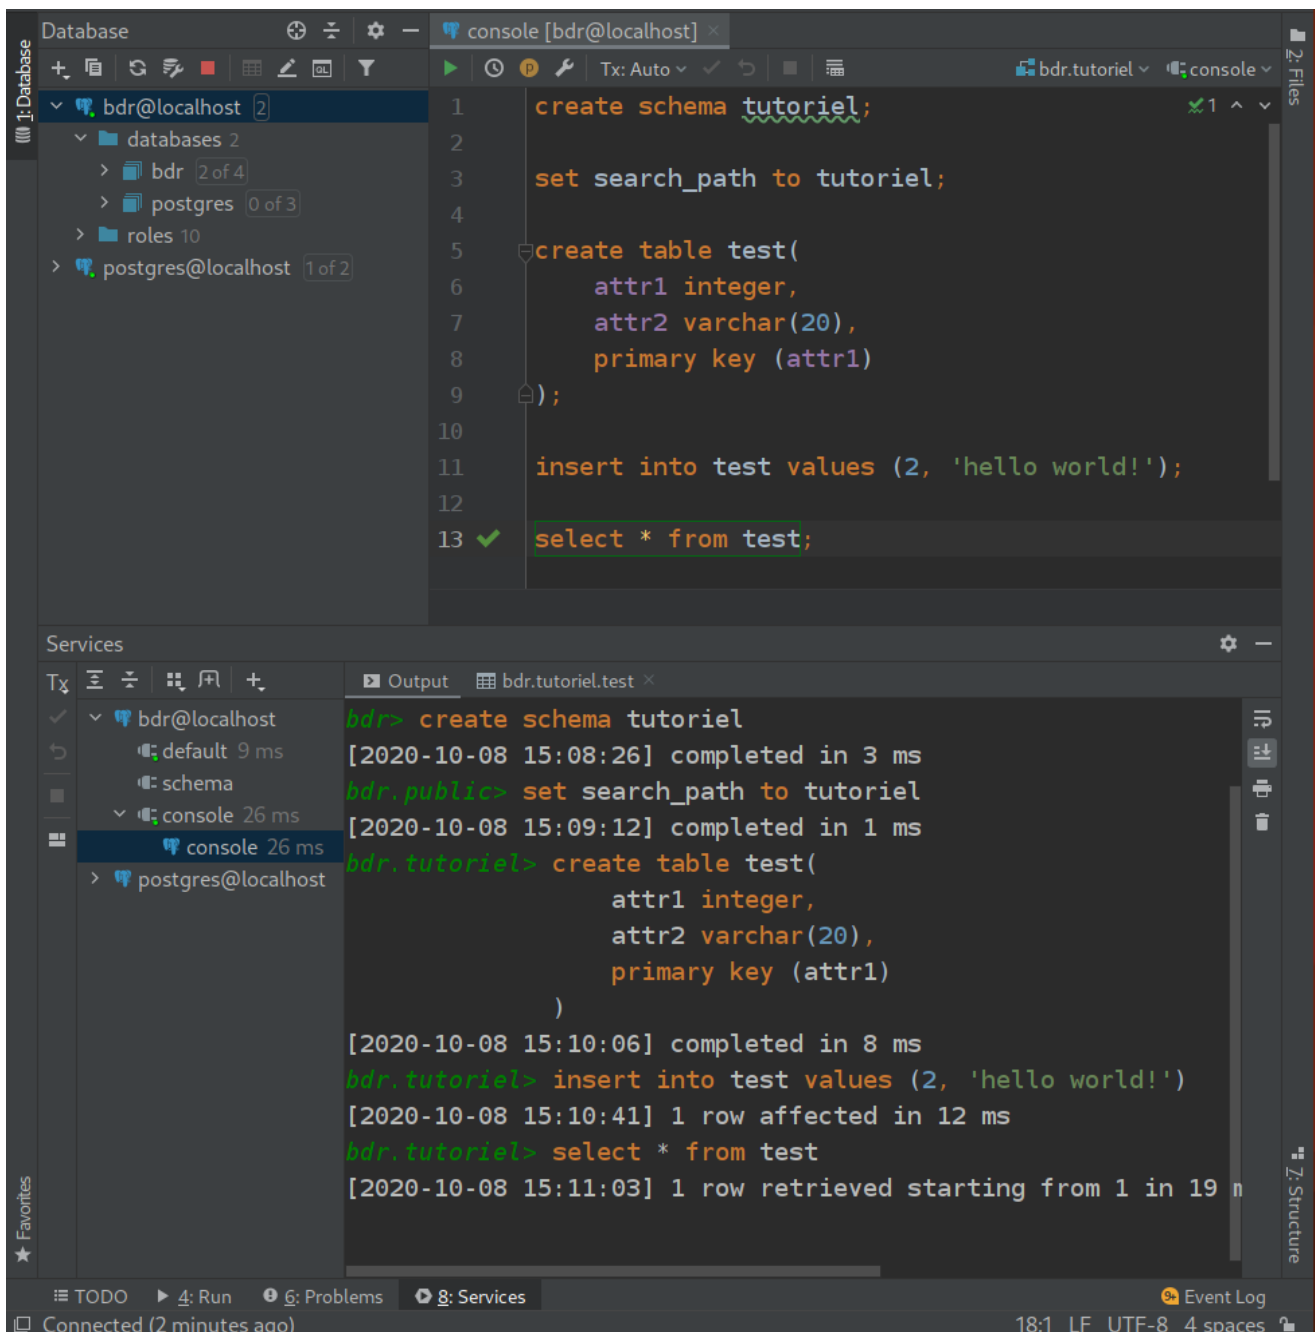 Database
console [bdr@localhost]
1: Database
2: Files
Tx: Auto
bdr.tutoriel
console
bdr@localhost 2
databases 2
bdr 2 of 4
postgres 0 of 3
roles 10
postgres@localhost 1 of 2
1 create schema tutoriel;
1
2
3 set search_path to tutoriel;
4
5 create table test(
6 attr1 integer,
7 attr2 varchar(20),
8 primary key (attr1)
9 );
10
11 insert into test values (2, 'hello world!');
12
13 select * from test;
Services
Tx
Output
bdr.tutoriel.test
bdr@localhost
default 9 ms
schema
console 26 ms
console 26 ms
postgres@localhost
bdr> create schema tutoriel
[2020-10-08 15:08:26] completed in 3 ms
bdr.public> set search_path to tutoriel
[2020-10-08 15:09:12] completed in 1 ms
bdr.tutoriel> create table test(
attr1 integer,
attr2 varchar(20),
primary key (attr1)
)
[2020-10-08 15:10:06] completed in 8 ms
bdr.tutoriel> insert into test values (2, 'hello world!')
[2020-10-08 15:10:41] 1 row affected in 12 ms
bdr.tutoriel> select * from test
[2020-10-08 15:11:03] 1 row retrieved starting from 1 in 19 m
Favorites
7: Structure
TODO
4: Run
6: Problems
8: Services
9+ Event Log
Connected (2 minutes ago)
18:1 LF UTF-8 4 spaces